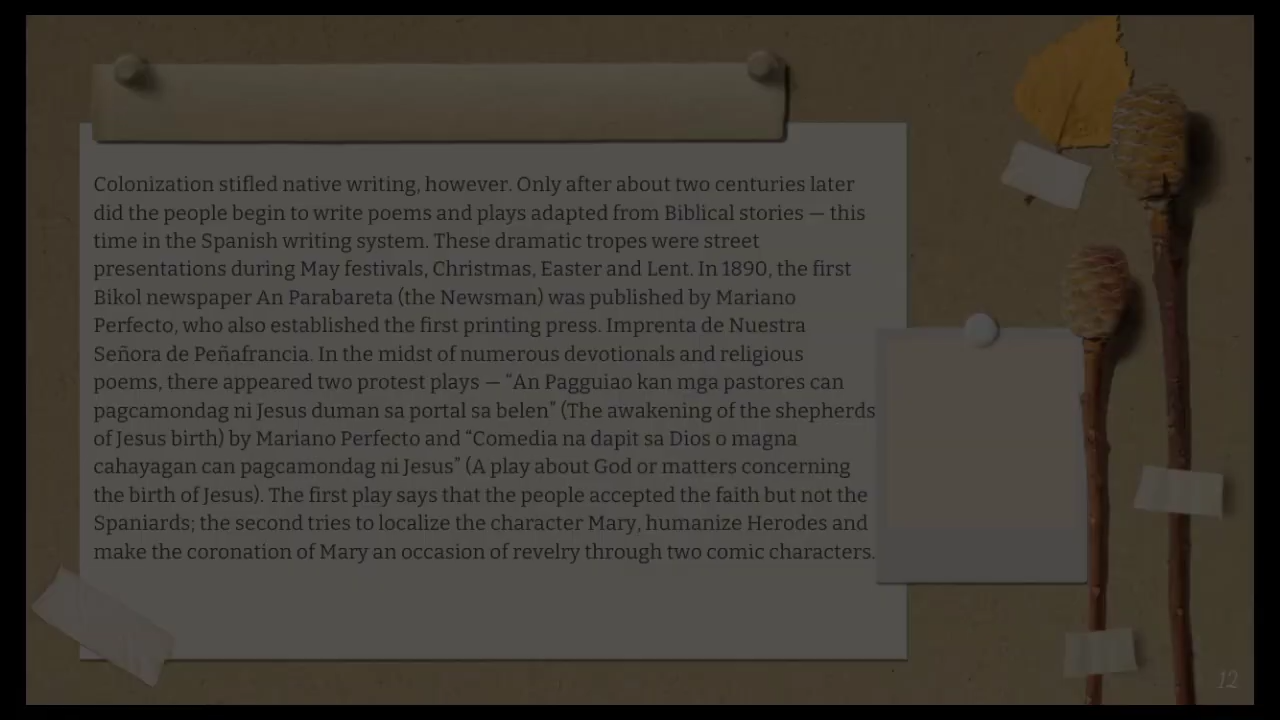 Colonization stifled native writing, however. Only after about two centuries later
did the people begin to write poems and plays adapted from Biblical stories — this
time in the Spanish writing system. These dramatic tropes were street
presentations during May festivals, Christmas, Easter and Lent. In 1890, the first
Bikol newspaper An Parabareta (the Newsman) was published by Mariano
Perfecto, who also established the first printing press. Imprenta de Nuestra
Señora de Peñafrancia. In the midst of numerous devotionals and religious
poems, there appeared two protest plays — “An Pagguiao kan mga pastores can
pagcamondag ni Jesus duman sa portal sa belen” (The awakening of the shepherds
of Jesus birth) by Mariano Perfecto and “Comedia na dapit sa Dios o magna
cahayagan can pagcamondag ni Jesus” (A play about God or matters concerning
the birth of Jesus). The first play says that the people accepted the faith but not the
Spaniards; the second tries to localize the character Mary, humanize Herodes and
make the coronation of Mary an occasion of revelry through two comic characters.
12